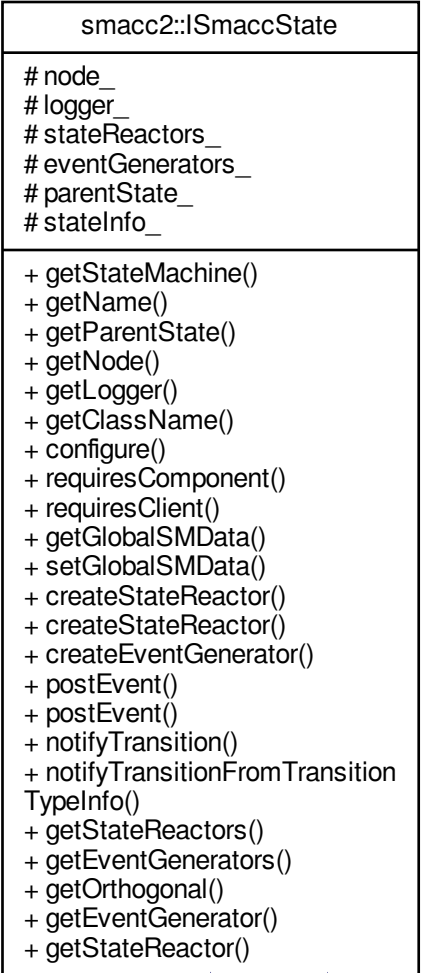 smacc2::ISmaccState
# node_
# logger_
# stateReactors_
# eventGenerators_
# parentState_
# stateInfo_
+ getStateMachine()
+ getName()
+ getParentState()
+ getNode()
+ getLogger()
+ getClassName()
+ configure()
+ requiresComponent()
+ requiresClient()
+ getGlobalSMData()
+ setGlobalSMData()
+ createStateReactor()
+ createStateReactor()
+ createEventGenerator()
+ postEvent()
+ postEvent()
+ notifyTransition()
+ notifyTransitionFromTransition
TypeInfo()
+ getStateReactors()
+ getEventGenerators()
+ getOrthogonal()
+ getEventGenerator()
+ getStateReactor()